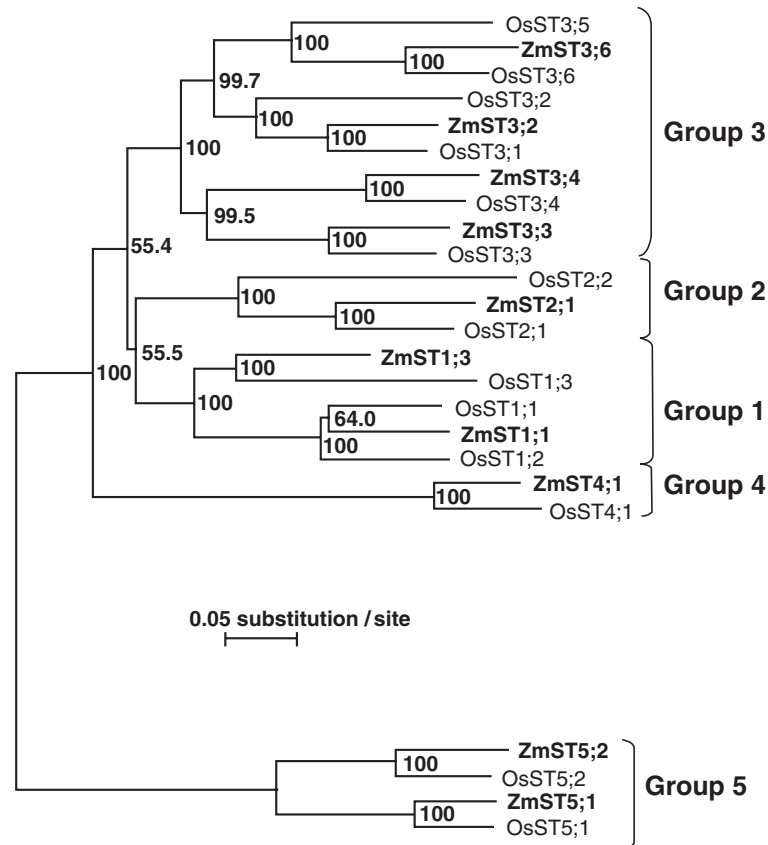 OsST3;5
100
ZmST3;6
100
OsST3;6
99.7
OsST3;2
100
ZmST3;2
100
OsST3;1
Group 3
100
ZmST3;4
100
OsST3;4
99.5
ZmST3;3
100
OsST3;3
55.4
OsST2;2
100
ZmST2;1
100
OsST2;1
Group 2
55.5
ZmST1;3
100
OsST1;3
100
100
OsST1;1
64.0
ZmST1;1
100
OsST1;2
Group 1
ZmST4;1
100
OsST4;1
Group 4
0.05 substitution / site
ZmST5;2
100
OsST5;2
ZmST5;1
100
OsST5;1
Group 5